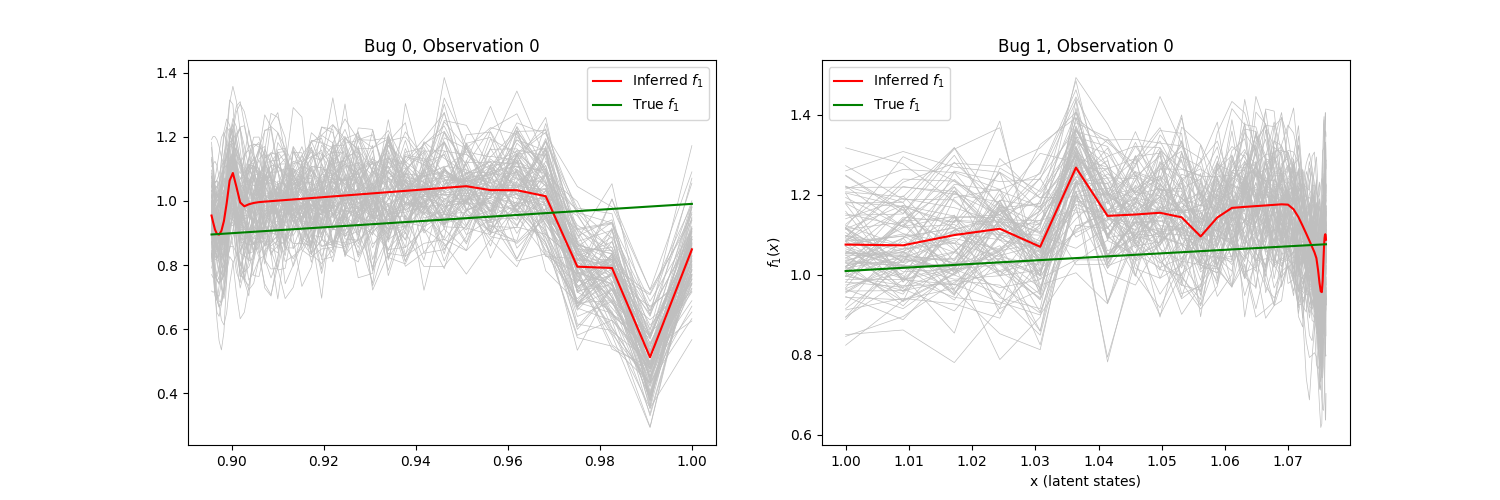 Bug 0, Observation 0
1.4
1.2
1.0
0.8
0.6
0.4
0.90 0.92 0.94 0.96 0.98 1.00
Inferred f₁
True f₁
Bug 1, Observation 0
f₁(x)
1.4
1.2
1.0
0.8
0.6
1.00 1.01 1.02 1.03 1.04 1.05 1.06 1.07
x (latent states)
Inferred f₁
True f₁